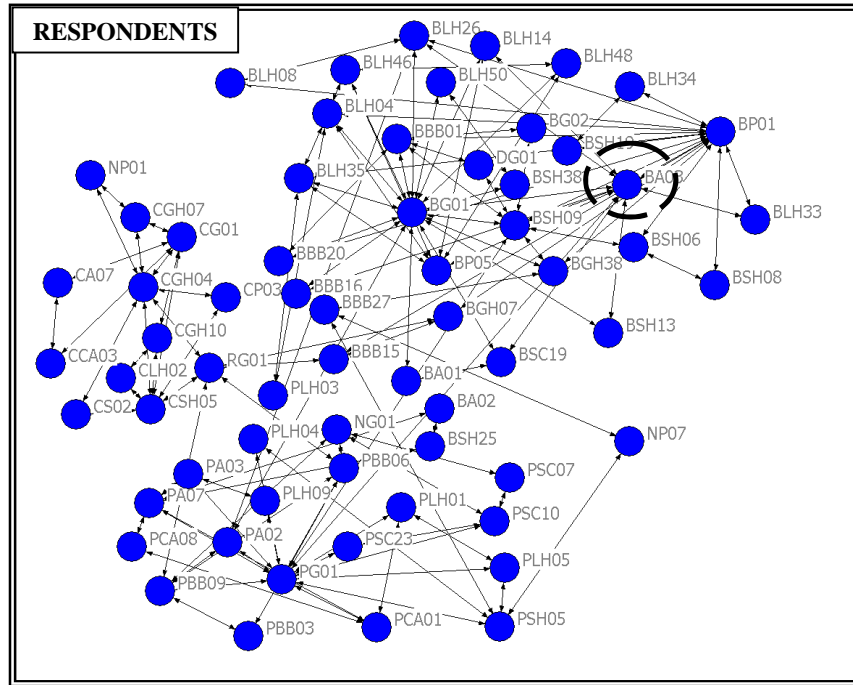 RESPONDENTS
BLH26
BLH14
BLH46
BLH48
BLH08
BLH50
BLH34
BLH04
BG02
BP01
BBB01
BSH19
DG01
NP01
BLH35
BSH38
BA03
CGH07
BG01
BSH09
BLH33
CG01
BSH06
BBB20
BP05
BGH38
CA07
CGH04
BSH08
CP03
BBB16
BBB27
BGH07
CGH10
BSH13
CCA03
RG01
BBB15
BSC19
CLH02
BA01
PLH03
CS02
CSH05
BA02
NG01
PLH04
BSH25
NP07
PA03
PBB06
PSC07
PA07
PLH09
PLH01
PSC10
PCA08
PA02
PSC23
PLH05
PG01
PBB09
PCA01
PSH05
PBB03